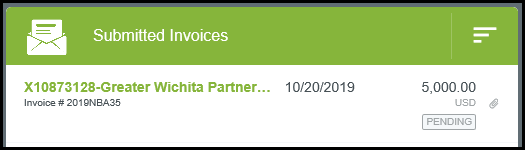 Submitted Invoices
X10873128-Greater Wichita Partner… 10/20/2019 5,000.00
Invoice # 2019NBA35 USD
PENDING